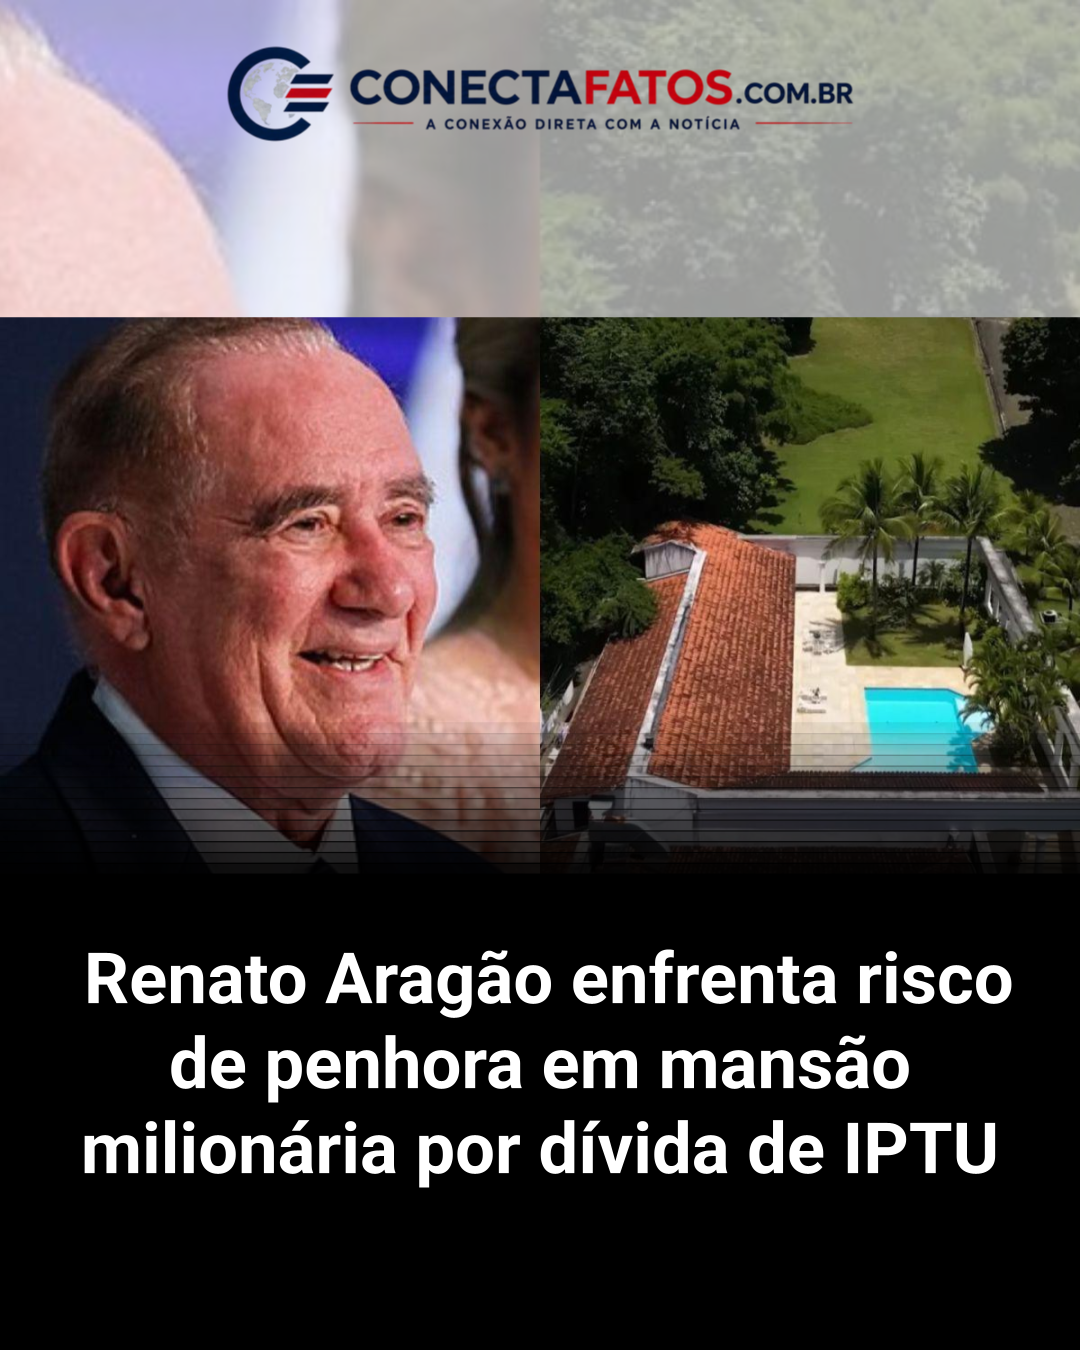 CONECTAFATOS.COM.BR
A CONEXÃO DIRETA COM A NOTÍCIA
Renato Aragão enfrenta risco
de penhora em mansão
milionária por dívida de IPTU